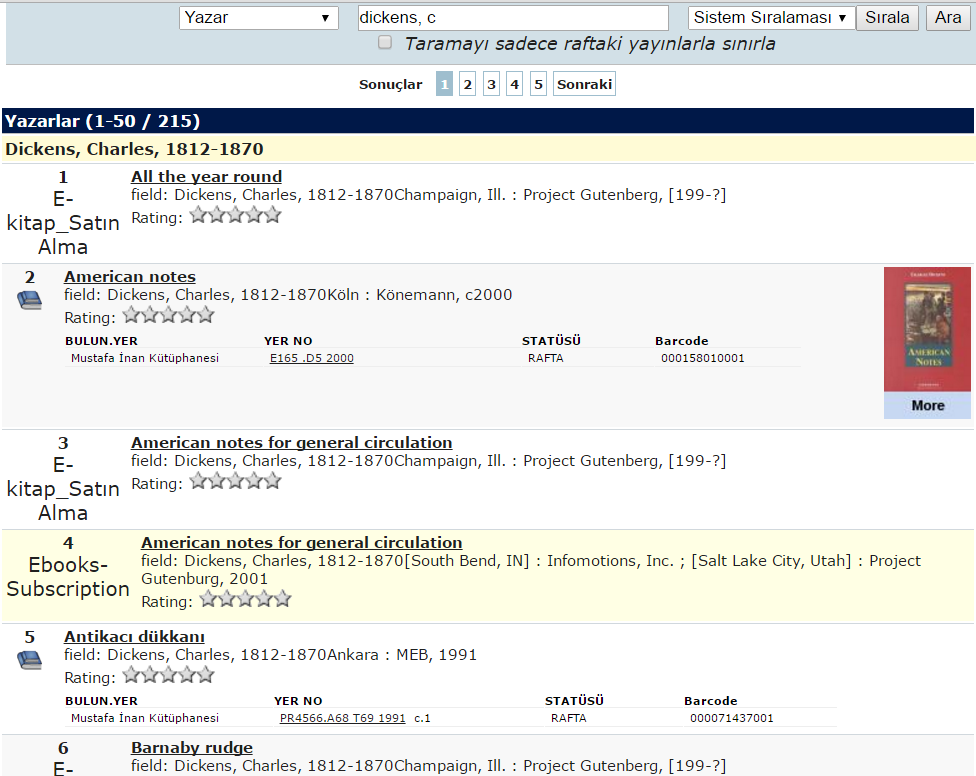 Yazar ▼ dickens, c Sistem Sıralaması ▼ Sırala Ara
Taramayı sadece raftaki yayınlarla sınırla
Sonuçlar 1 2 3 4 5 Sonraki
Yazarlar (1-50 / 215)
Dickens, Charles, 1812-1870
1
E-
kitap_Satın
Alma
All the year round
field: Dickens, Charles, 1812-1870Champaign, Ill. : Project Gutenberg, [199-?]
Rating:
2
American notes
field: Dickens, Charles, 1812-1870Köln : Könemann, c2000
Rating:
BULUN.YER YER NO STATÜSÜ Barcode
Mustafa İnan Kütüphanesi E165 .D5 2000 RAFTA 000158010001
AMERICAN
NOTES
More
3
E-
kitap_Satın
Alma
American notes for general circulation
field: Dickens, Charles, 1812-1870Champaign, Ill. : Project Gutenberg, [199-?]
Rating:
4
Ebooks-
Subscription
American notes for general circulation
field: Dickens, Charles, 1812-1870[South Bend, IN] : Infomotions, Inc. ; [Salt Lake City, Utah] : Project
Gutenburg, 2001
Rating:
5
Antikacı dükkanı
field: Dickens, Charles, 1812-1870Ankara : MEB, 1991
Rating:
BULUN.YER YER NO STATÜSÜ Barcode
Mustafa İnan Kütüphanesi PR4566.A68 T69 1991 c.1 RAFTA 000071437001
6
E-
Barnaby rudge
field: Dickens, Charles, 1812-1870Champaign, Ill. : Project Gutenberg, [199-?]